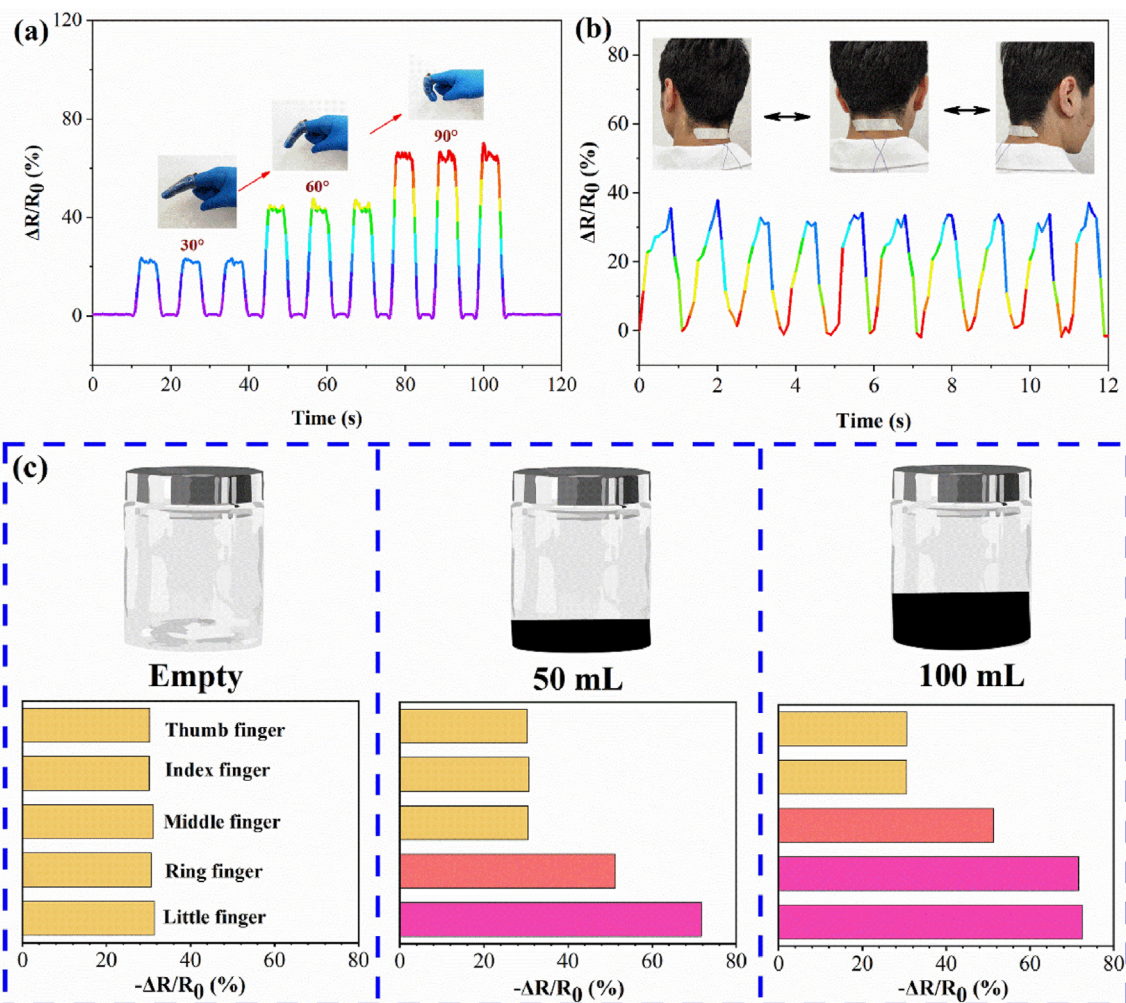 (a)
120
80
40
0
ΔR/R0 (%)
30°
60°
90°
0 20 40 60 80 100 120
Time (s)
(b)
80
60
40
20
0
ΔR/R0 (%)
0 2 4 6 8 10 12
Time (s)
(c)
Empty
Thumb finger
Index finger
Middle finger
Ring finger
Little finger
0 20 40 60 80
-ΔR/R0 (%)
50 mL
0 20 40 60 80
-ΔR/R0 (%)
100 mL
0 20 40 60 80
-ΔR/R0 (%)